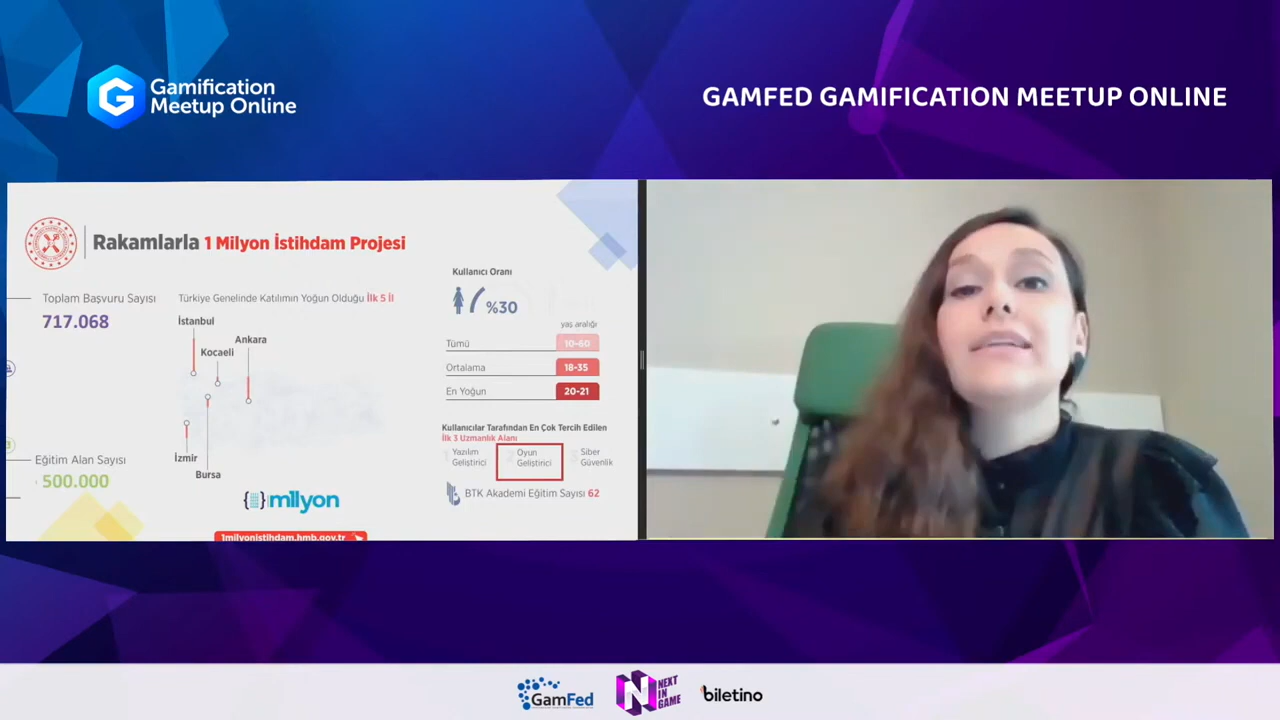 Gamification
Meetup Online
GAMFED GAMIFICATION MEETUP ONLINE
Rakamlarla 1 Milyon İstihdam Projesi
Toplam Başvuru Sayısı
717.068
Türkiye Genelinde Katılımın Yoğun Olduğu İlk 5 İl
İstanbul
Kocaeli
Ankara
İzmir
Bursa
Eğitim Alan Sayısı
500.000
{}milyon
1milyonistihdam.hmb.gov.tr
Kullanıcı Oranı
%30
yaş aralığı
Tümü 10-60
Ortalama 18-35
En Yoğun 20-21
Kullanıcılar Tarafından En Çok Tercih Edilen
İlk 3 Uzmanlık Alanı
1 Yazılım Geliştirici
2 Oyun Geliştirici
3 Siber Güvenlik
BTK Akademi Eğitim Sayısı 62
GamFed
NEXT
IN
GAME
biletino